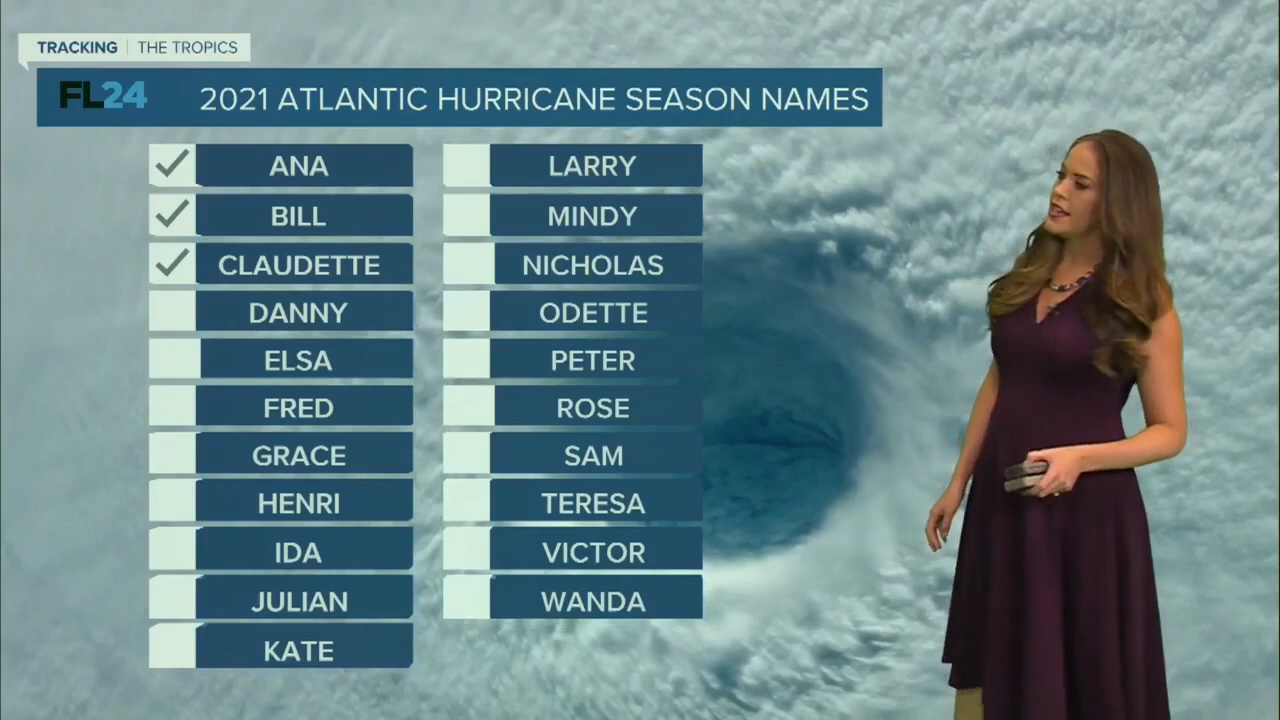 TRACKING | THE TROPICS
FL24
2021 ATLANTIC HURRICANE SEASON NAMES
ANA
BILL
CLAUDETTE
DANNY
ELSA
FRED
GRACE
HENRI
IDA
JULIAN
KATE
LARRY
MINDY
NICHOLAS
ODETTE
PETER
ROSE
SAM
TERESA
VICTOR
WANDA